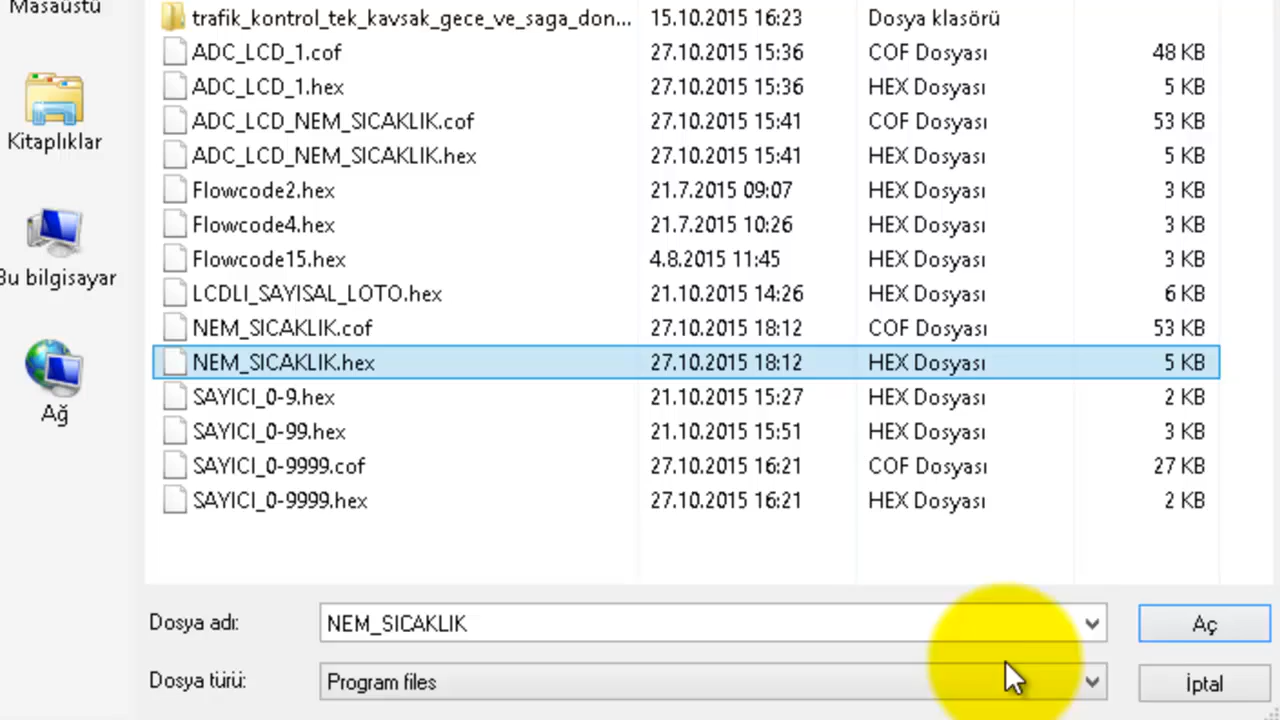 Masaüstü
Kitaplıklar
Bu bilgisayar
Ağ
trafik_kontrol_tek_kavsak_gece_ve_saga_don... 15.10.2015 16:23 Dosya klasörü
ADC_LCD_1.cof 27.10.2015 15:36 COF Dosyası 48 KB
ADC_LCD_1.hex 27.10.2015 15:36 HEX Dosyası 5 KB
ADC_LCD_NEM_SICAKLIK.cof 27.10.2015 15:41 COF Dosyası 53 KB
ADC_LCD_NEM_SICAKLIK.hex 27.10.2015 15:41 HEX Dosyası 5 KB
Flowcode2.hex 21.7.2015 09:07 HEX Dosyası 3 KB
Flowcode4.hex 21.7.2015 10:26 HEX Dosyası 3 KB
Flowcode15.hex 4.8.2015 11:45 HEX Dosyası 3 KB
LCDLI_SAYISAL_LOTO.hex 21.10.2015 14:26 HEX Dosyası 6 KB
NEM_SICAKLIK.cof 27.10.2015 18:12 COF Dosyası 53 KB
NEM_SICAKLIK.hex 27.10.2015 18:12 HEX Dosyası 5 KB
SAYICI_0-9.hex 21.10.2015 15:27 HEX Dosyası 2 KB
SAYICI_0-99.hex 21.10.2015 15:51 HEX Dosyası 3 KB
SAYICI_0-9999.cof 27.10.2015 16:21 COF Dosyası 27 KB
SAYICI_0-9999.hex 27.10.2015 16:21 HEX Dosyası 2 KB
Dosya adı: NEM_SICAKLIK Aç
Dosya türü: Program files İptal